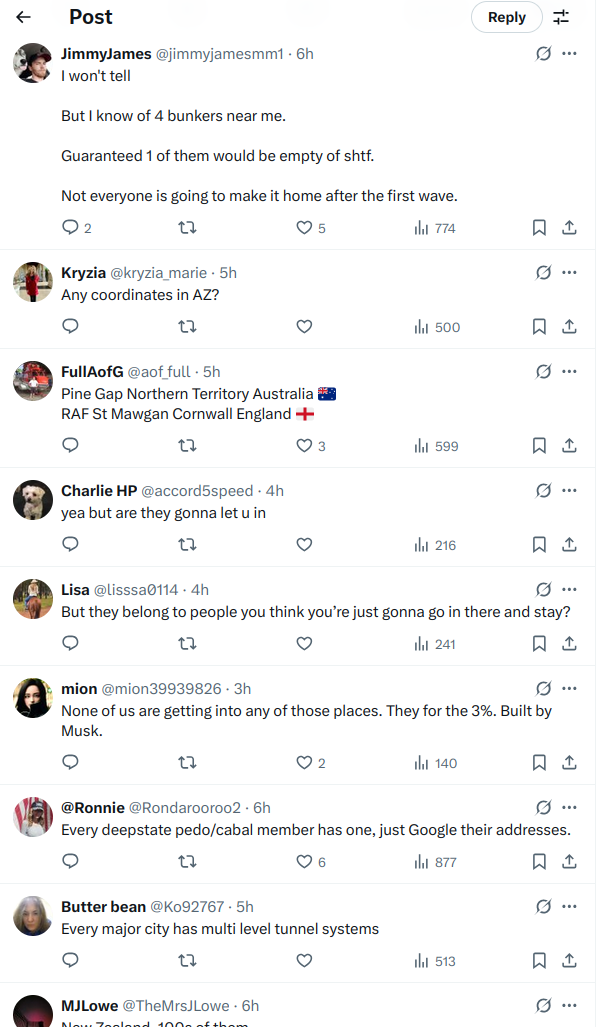 Post
Reply
JimmyJames @jimmyjamesmm1 · 6h
I won't tell
But I know of 4 bunkers near me.
Guaranteed 1 of them would be empty of shtf.
Not everyone is going to make it home after the first wave.
2 5 774
Kryzia @kryzia_marie · 5h
Any coordinates in AZ?
500
FullAofG @aof_full · 5h
Pine Gap Northern Territory Australia 🇦🇺
RAF St Mawgan Cornwall England 🏴󠁧󠁢󠁥󠁮󠁧󠁿
3 599
Charlie HP @accord5speed · 4h
yea but are they gonna let u in
216
Lisa @lisssa0114 · 4h
But they belong to people you think you’re just gonna go in there and stay?
241
mion @mion39939826 · 3h
None of us are getting into any of those places. They for the 3%. Built by
Musk.
2 140
@Ronnie @Rondarooroo2 · 6h
Every deepstate pedo/cabal member has one, just Google their addresses.
6 877
Butter bean @Ko92767 · 5h
Every major city has multi level tunnel systems
513
MJLowe @TheMrsJLowe · 6h
New Zealand, 100s of them